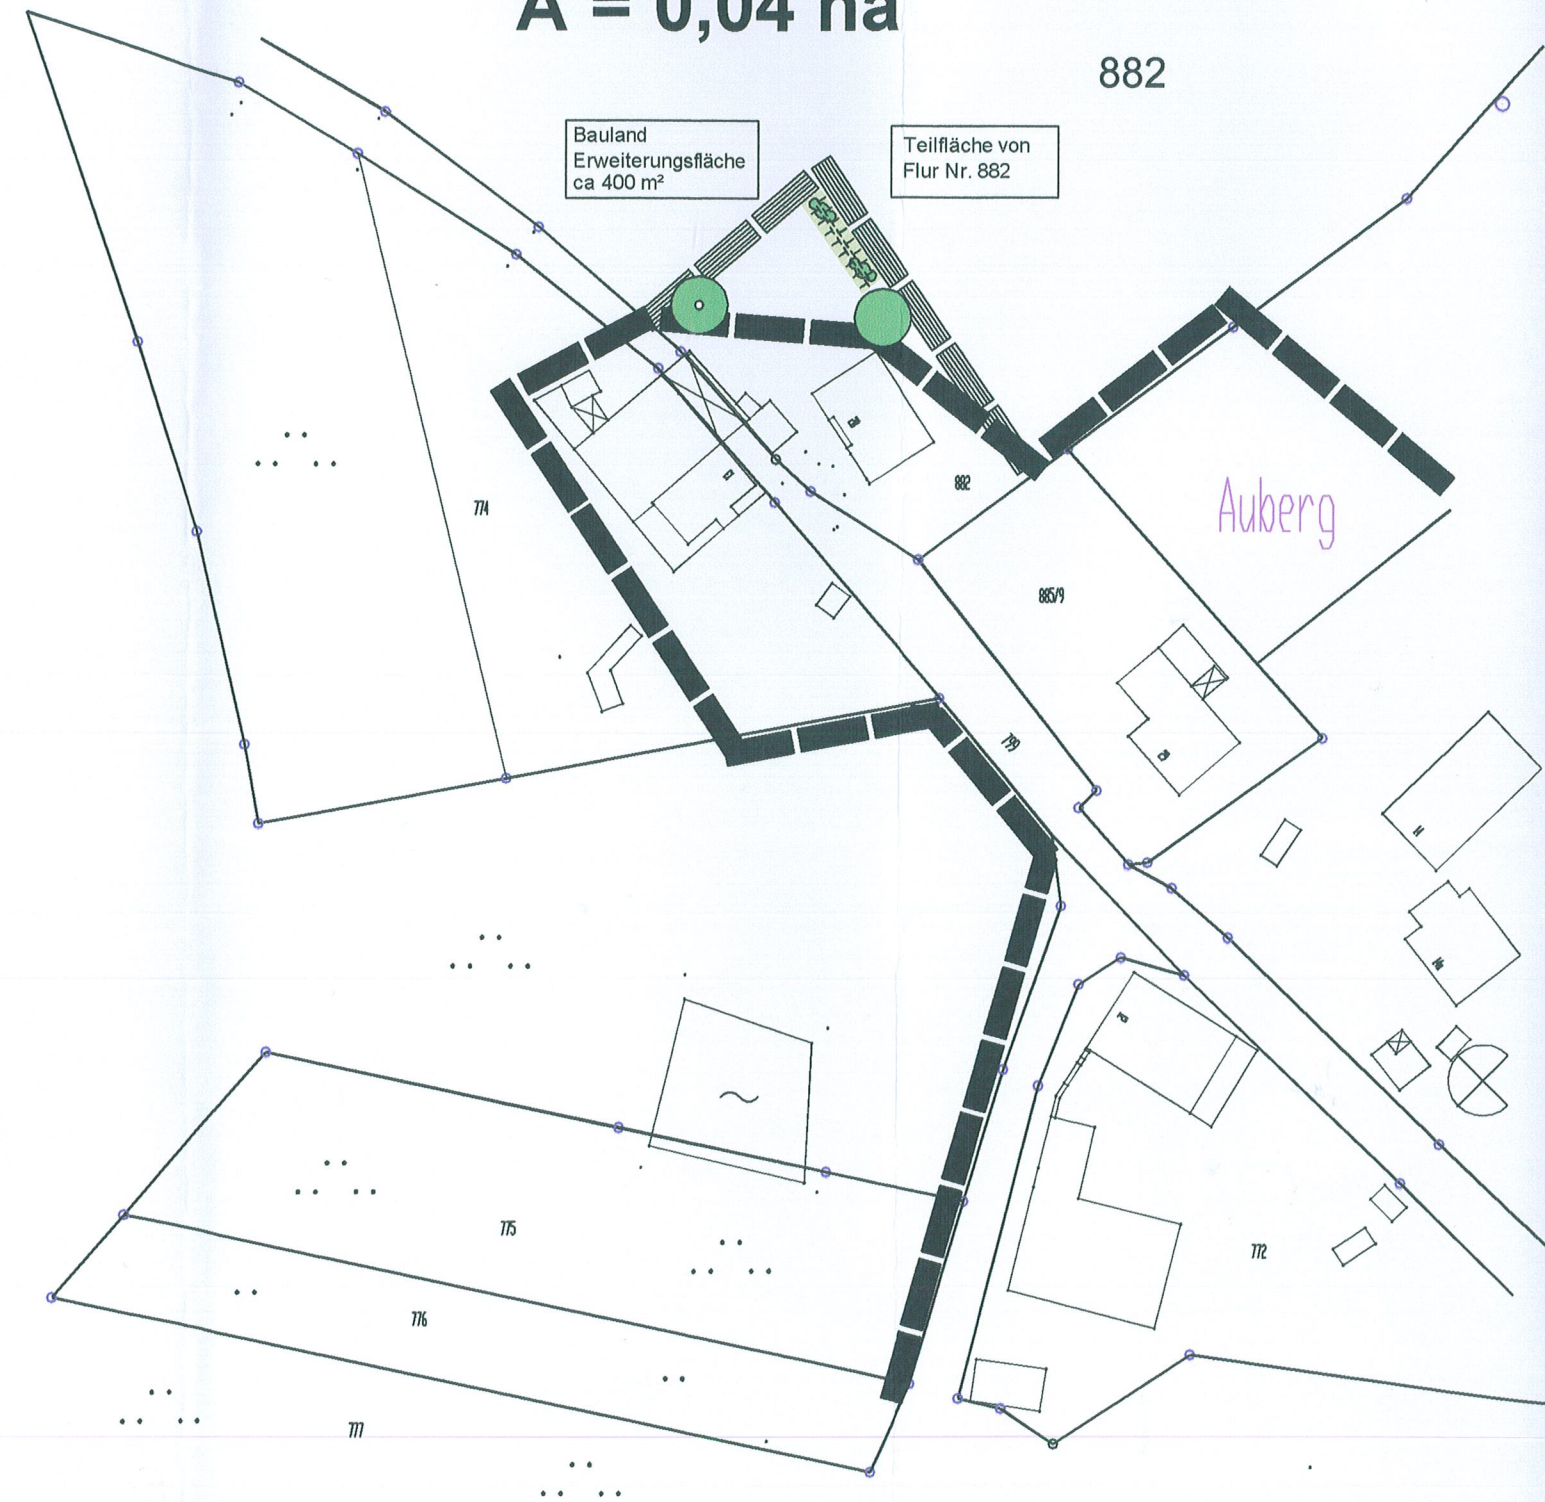 A = 0,04 ha
882
Bauland
Erweiterungsfläche
ca 400 m²
Teilfläche von
Flur Nr. 882
774
882
Auberg
885/9
799
775
772
776
777